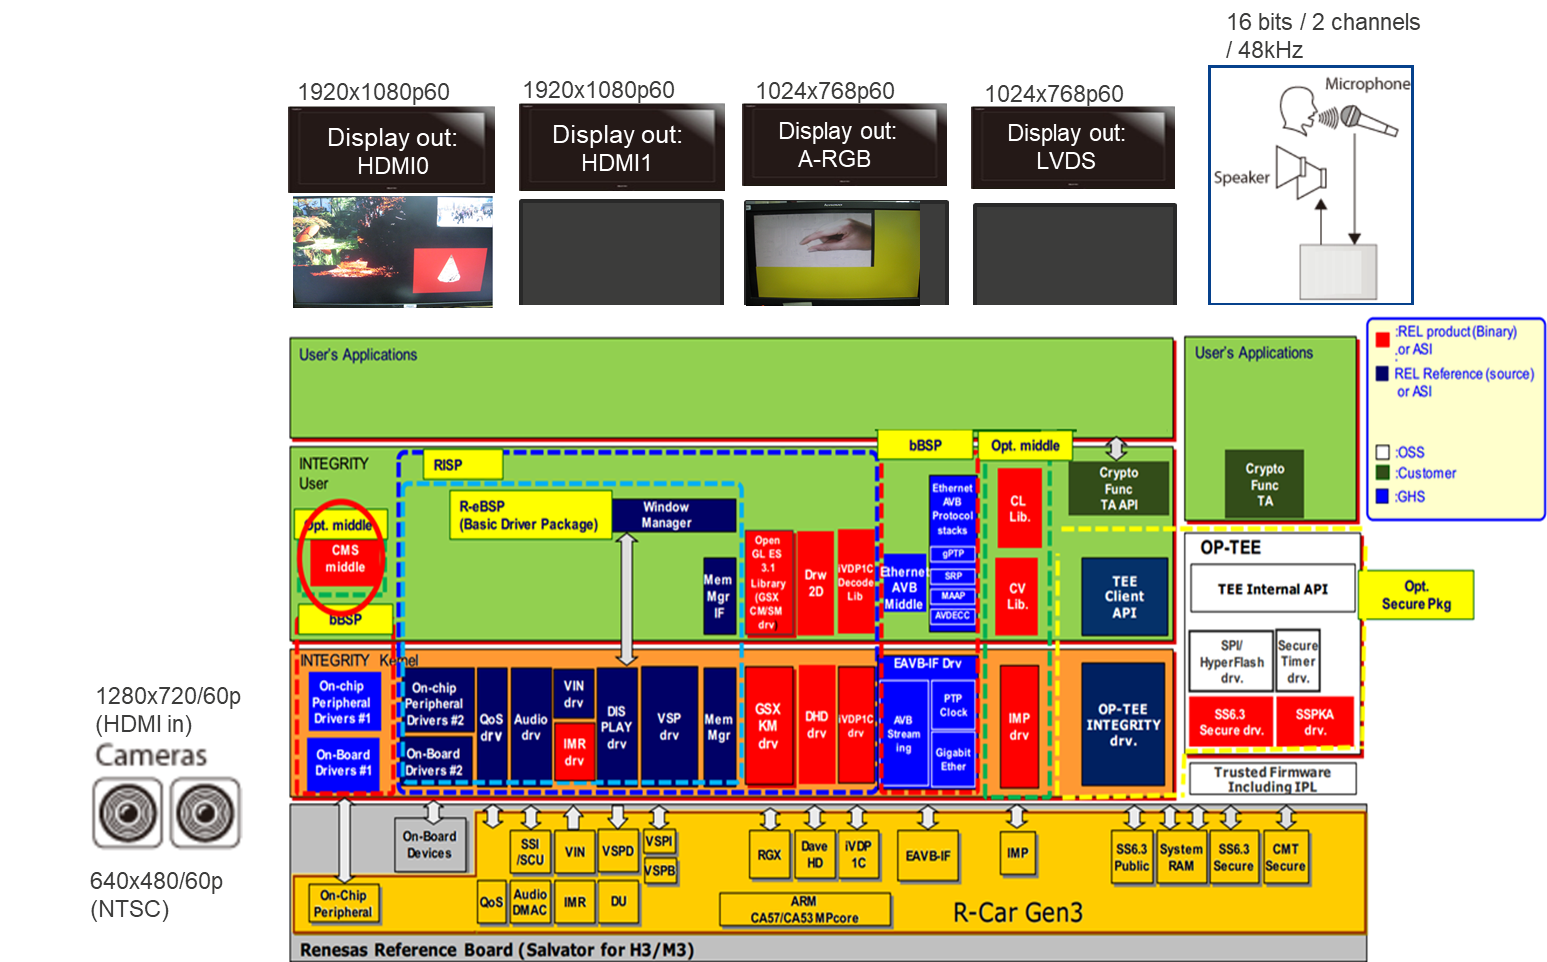 16 bits / 2 channels
/ 48kHz
1920x1080p60
1920x1080p60
1024x768p60
1024x768p60
Display out:
HDMI0
Display out:
HDMI1
Display out:
A-RGB
Display out:
LVDS
Microphone
Speaker
User's Applications
User's Applications
:REL product (Binary)
.or ASI
:
REL Reference (source)
or ASI
:OSS
:Customer
:GHS
INTEGRITY
User
RISP
R-eBSP
(Basic Driver Package)
Window
Manager
bBSP
Opt. middle
Opt. middle
CMS
middle
bBSP
Mem
Mgr
IF
Open
GL ES
3.1
Library
(GSX
CM/SM
drv)
Drw
2D
iVDP1C
Decode
Lib
Ethernet
AVB
Middle
Ethernet
AVB
Protocol
stacks
gPTP
SRP
MAAP
AVDECC
CL
Lib.
CV
Lib.
Crypto
Func
TA API
TEE
Client
API
Crypto
Func
TA
OP-TEE
TEE Internal API
Opt.
Secure Pkg
SPI/
HyperFlash
drv.
Secure
Timer
drv.
SS6.3
Secure drv.
SSPKA
drv.
Trusted Firmware
Including IPL
INTEGRITY Kernel
On-chip
Peripheral
Drivers #1
On-Board
Drivers #1
On-chip
Peripheral
Drivers #2
On-Board
Drivers #2
QoS
drv
Audio
drv
VIN
drv
IMR
drv
DIS
PLAY
drv
VSP
drv
Mem
Mgr
GSX
KM
drv
DHD
drv
iVDP1C
drv
EAVB-IF Drv
AVB
Stream
ing
PTP
Clock
Gigabit
Ether
IMP
drv
OP-TEE
INTEGRITY
drv.
1280x720/60p
(HDMI in)
Cameras
640x480/60p
(NTSC)
On-Board
Devices
On-Chip
Peripheral
QoS
SSI
/SCU
Audio
DMAC
VIN
IMR
VSPD
DU
VSPI
VSPB
RGX
Dave
HD
iVDP
1C
EAVB-IF
IMP
SS6.3
Public
System
RAM
SS6.3
Secure
CMT
Secure
ARM
CA57/CA53 MPcore
R-Car Gen3
Renesas Reference Board (Salvator for H3/M3)